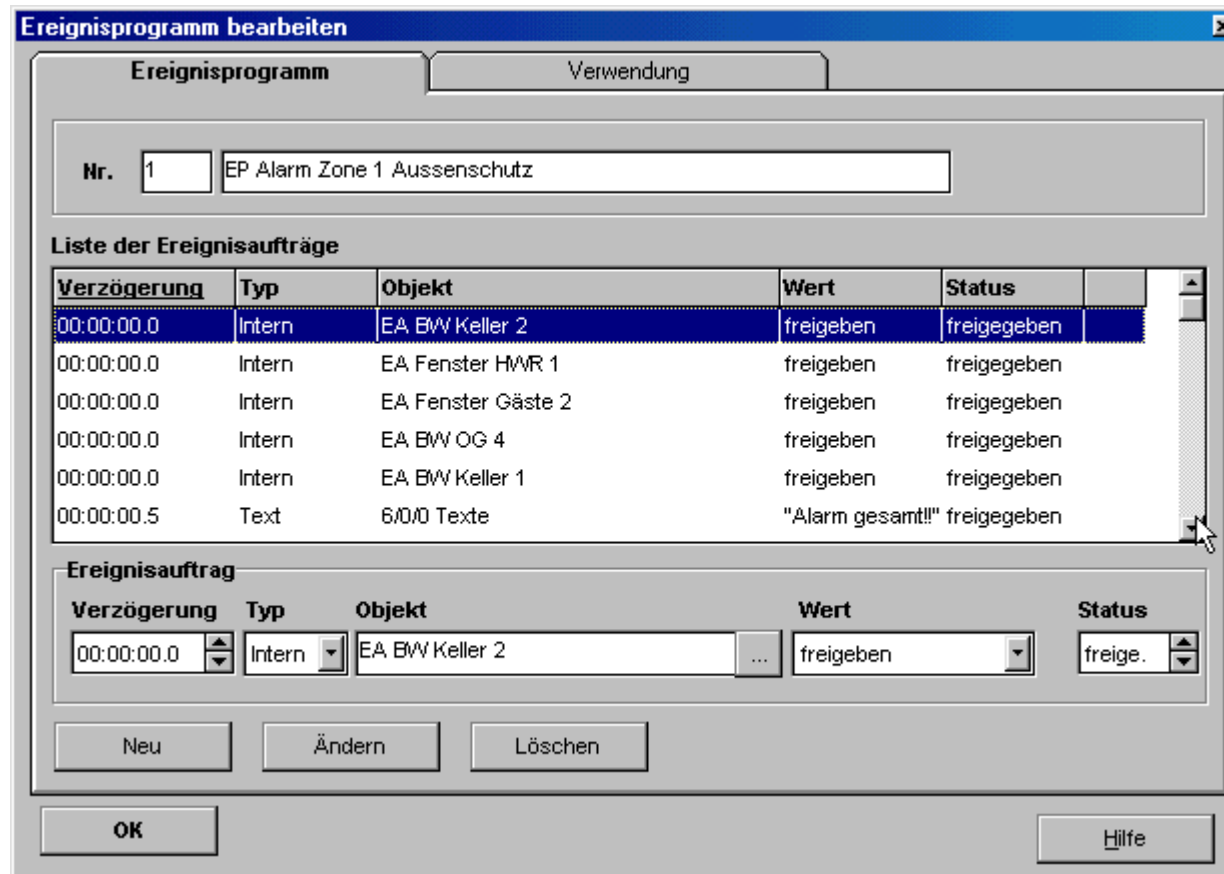 Ereignisprogramm bearbeiten
Ereignisprogramm Verwendung
Nr. 1 EP Alarm Zone 1 Aussenschutz
Liste der Ereignisaufträge
Verzögerung Typ Objekt Wert Status
00:00:00.0 Intern EA BW Keller 2 freigeben freigegeben
00:00:00.0 Intern EA Fenster HWR 1 freigeben freigegeben
00:00:00.0 Intern EA Fenster Gäste 2 freigeben freigegeben
00:00:00.0 Intern EA BW OG 4 freigeben freigegeben
00:00:00.0 Intern EA BW Keller 1 freigeben freigegeben
00:00:00.5 Text 6/0/0 Texte "Alarm gesamt!!" freigegeben
Ereignisauftrag
Verzögerung Typ Objekt Wert Status
00:00:00.0 Intern EA BW Keller 2 ... freigeben freige.
Neu Ändern Löschen
OK Hilfe